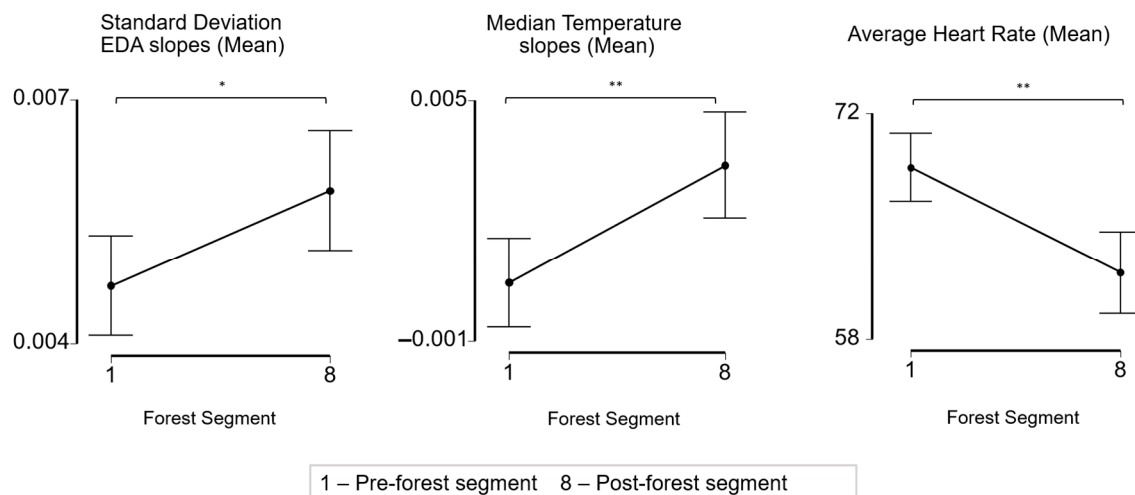 Standard Deviation
EDA slopes (Mean)
*
0.007
0.004
1
8
Forest Segment
Median Temperature
slopes (Mean)
**
0.005
−0.001
1
8
Forest Segment
Average Heart Rate (Mean)
**
72
58
1
8
Forest Segment
1 – Pre-forest segment 8 – Post-forest segment